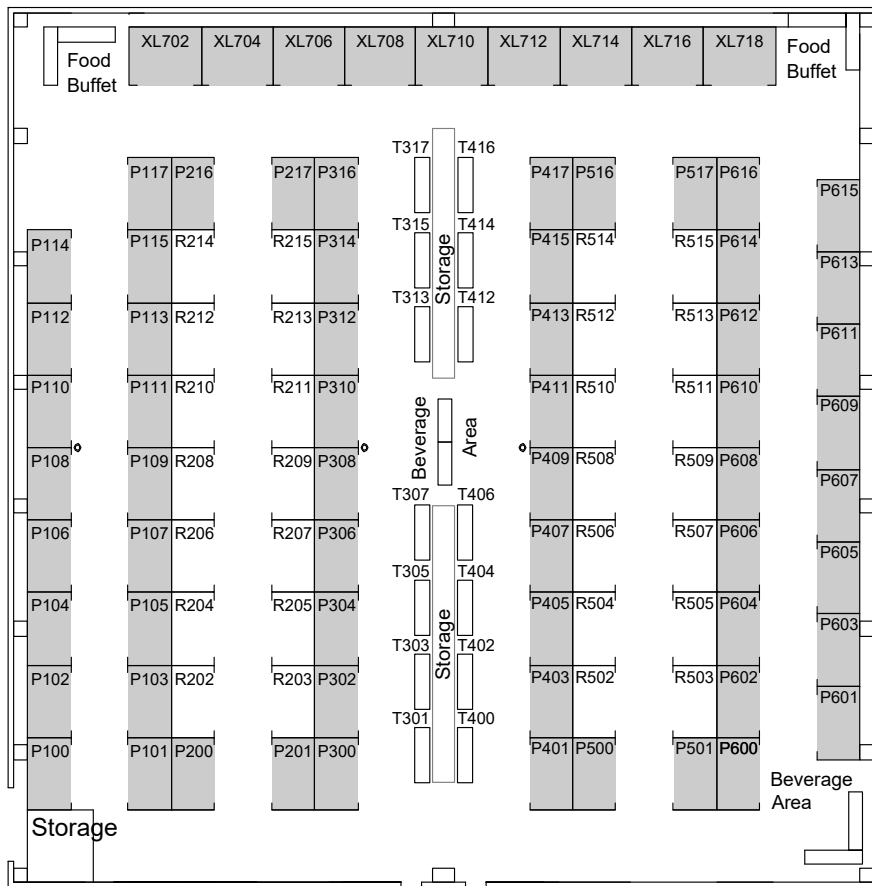 XL702 XL704 XL706 XL708 XL710 XL712 XL714 XL716 XL718
Food
Buffet
Food
Buffet
T317 T416
P117 P216 P217 P316 P417 P516 P517 P616
P615
T315 T414
P114 P115 R214 R215 P314 P415 R514 R515 P614
Storage
P613
T313 T412
P112 P113 R212 R213 P312 P413 R512 R513 P612
P611
P110 P111 R210 R211 P310 P411 R510 R511 P610
P609
Beverage
Area
P108 P109 R208 R209 P308 P409 R508 R509 P608
P607
T307 T406
P106 P107 R206 R207 P306 P407 R506 R507 P606
P605
T305 T404
P104 P105 R204 R205 P304 P405 R504 R505 P604
P603
Storage
T303 T402
P102 P103 R202 R203 P302 P403 R502 R503 P602
P601
T301 T400
P100 P101 P200 P201 P300 P401 P500 P501 P600
Beverage
Area
Storage